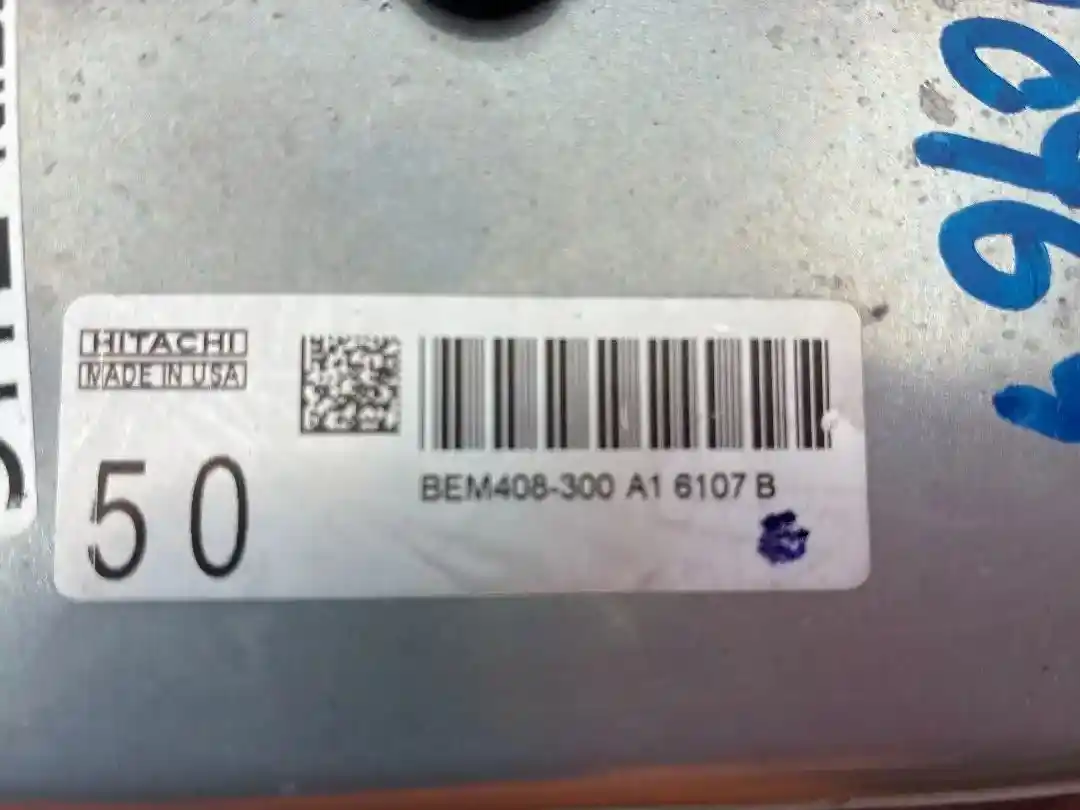 HITACHI
MADE IN USA
50
BEM408-300 A1 6107 B